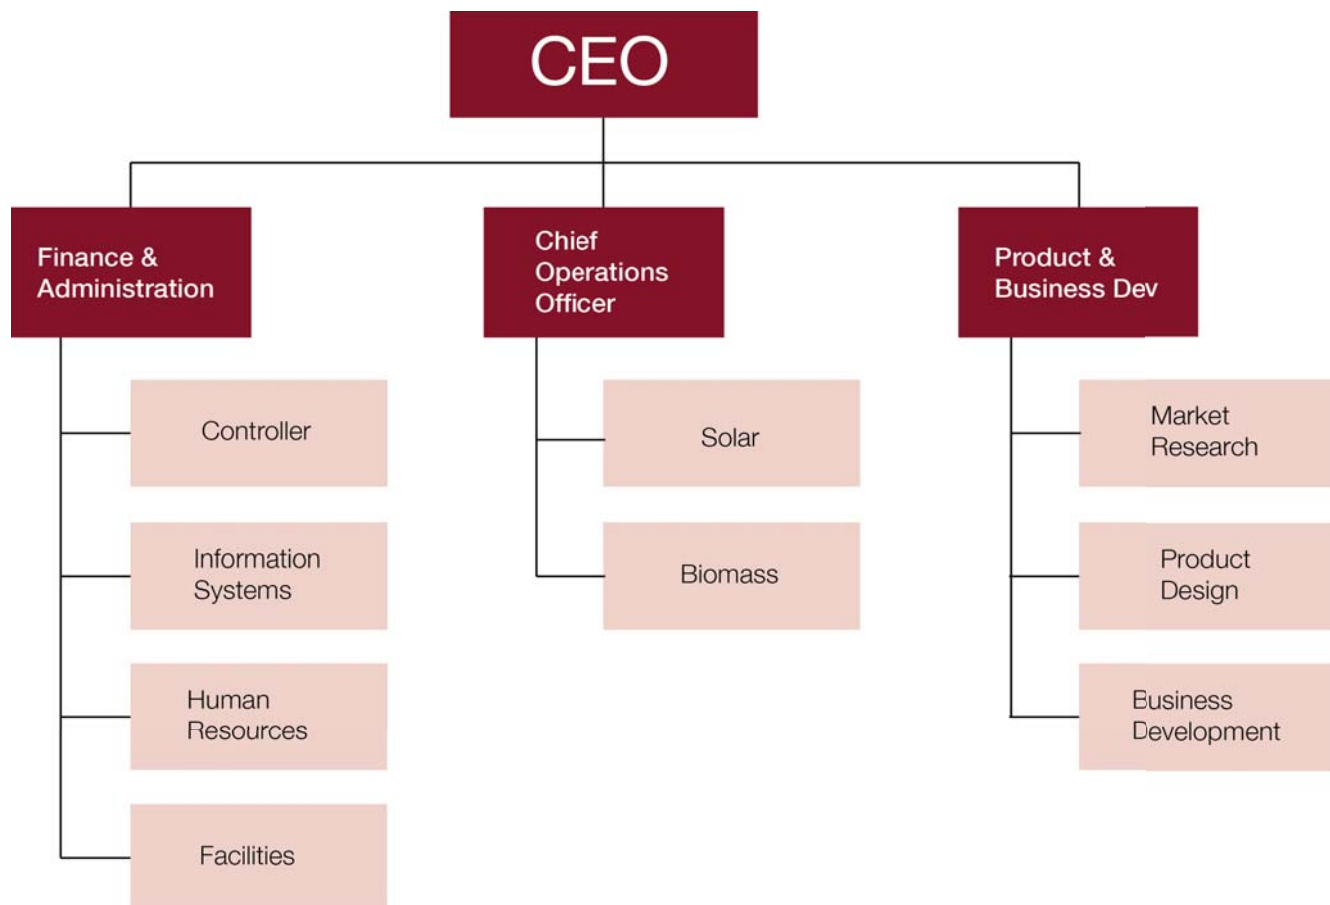 CEO
Finance &
Administration
Chief
Operations
Officer
Product &
Business Dev
Controller
Information
Systems
Human
Resources
Facilities
Solar
Biomass
Market
Research
Product
Design
Business
Development